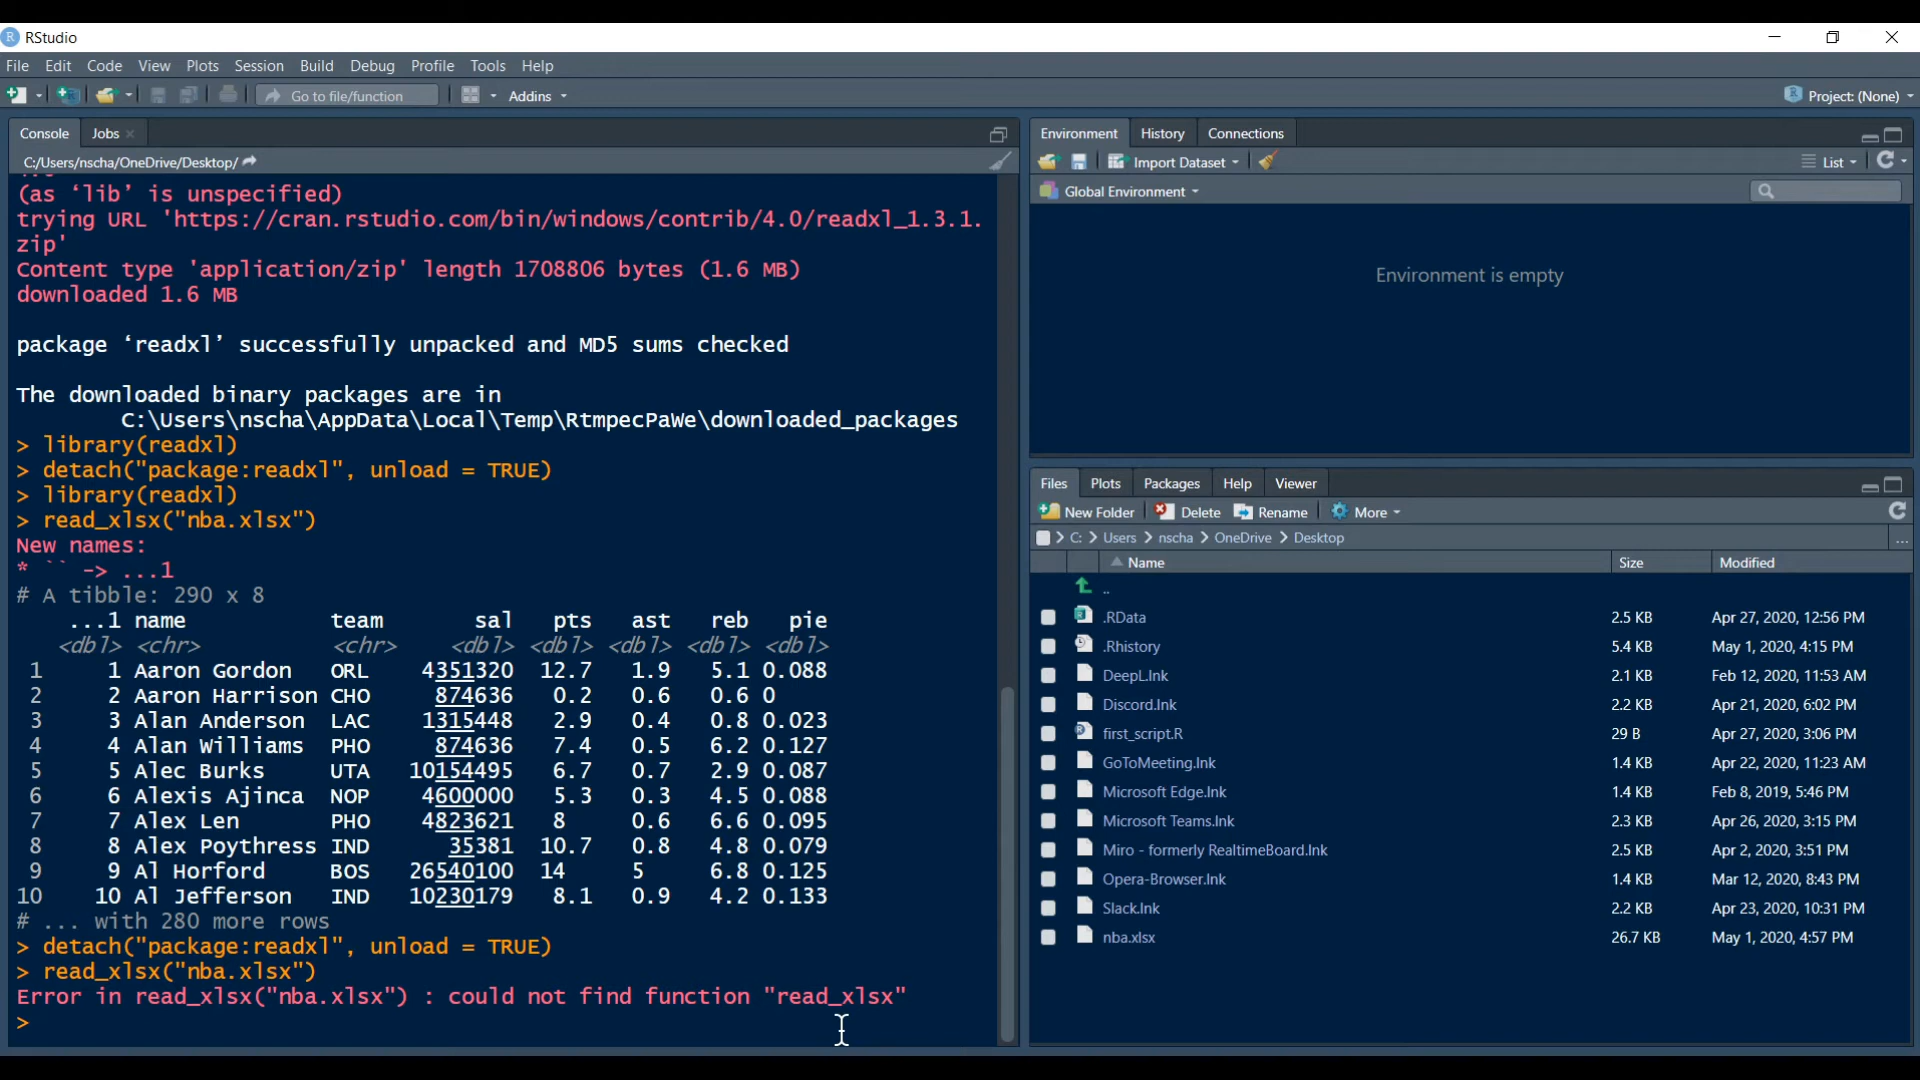 RStudio
File Edit Code View Plots Session Build Debug Profile Tools Help
Go to file/function Addins Project: (None)
Console Jobs
C:/Users/nscha/OneDrive/Desktop/
(as ‘lib’ is unspecified)
trying URL 'https://cran.rstudio.com/bin/windows/contrib/4.0/readxl_1.3.1.
zip'
Content type 'application/zip' length 1708806 bytes (1.6 MB)
downloaded 1.6 MB
package ‘readxl’ successfully unpacked and MD5 sums checked
The downloaded binary packages are in
C:\Users\nscha\AppData\Local\Temp\RtmpecPaWe\downloaded_packages
> library(readxl)
> detach("package:readxl", unload = TRUE)
> library(readxl)
> read_xlsx("nba.xlsx")
New names:
* `` -> ...1
# A tibble: 290 x 8
...1 name team sal pts ast reb pie
<dbl> <chr> <chr> <dbl> <dbl> <dbl> <dbl> <dbl>
1 1 Aaron Gordon ORL 4351320 12.7 1.9 5.1 0.088
2 2 Aaron Harrison CHO 874636 0.2 0.6 0.6 0
3 3 Alan Anderson LAC 1315448 2.9 0.4 0.8 0.023
4 4 Alan Williams PHO 874636 7.4 0.5 6.2 0.127
5 5 Alec Burks UTA 10154495 6.7 0.7 2.9 0.087
6 6 Alexis Ajinca NOP 4600000 5.3 0.3 4.5 0.088
7 7 Alex Len PHO 4823621 8 0.6 6.6 0.095
8 8 Alex Poythress IND 35381 10.7 0.8 4.8 0.079
9 9 Al Horford BOS 26540100 14 5 6.8 0.125
10 10 Al Jefferson IND 10230179 8.1 0.9 4.2 0.133
# ... with 280 more rows
> detach("package:readxl", unload = TRUE)
> read_xlsx("nba.xlsx")
Error in read_xlsx("nba.xlsx") : could not find function "read_xlsx"
>
Environment History Connections
Import Dataset List
Global Environment
Environment is empty
Files Plots Packages Help Viewer
New Folder Delete Rename More
C: > Users > nscha > OneDrive > Desktop ...
Name Size Modified
..
.RData 2.5 KB Apr 27, 2020, 12:56 PM
.Rhistory 5.4 KB May 1, 2020, 4:15 PM
DeepL.lnk 2.1 KB Feb 12, 2020, 11:53 AM
Discord.lnk 2.2 KB Apr 21, 2020, 6:02 PM
first_script.R 29 B Apr 27, 2020, 3:06 PM
GoToMeeting.lnk 1.4 KB Apr 22, 2020, 11:23 AM
Microsoft Edge.lnk 1.4 KB Feb 8, 2019, 5:46 PM
Microsoft Teams.lnk 2.3 KB Apr 26, 2020, 3:15 PM
Miro - formerly RealtimeBoard.lnk 2.5 KB Apr 2, 2020, 3:51 PM
Opera-Browser.lnk 1.4 KB Mar 12, 2020, 8:43 PM
Slack.lnk 2.2 KB Apr 23, 2020, 10:31 PM
nba.xlsx 26.7 KB May 1, 2020, 4:57 PM